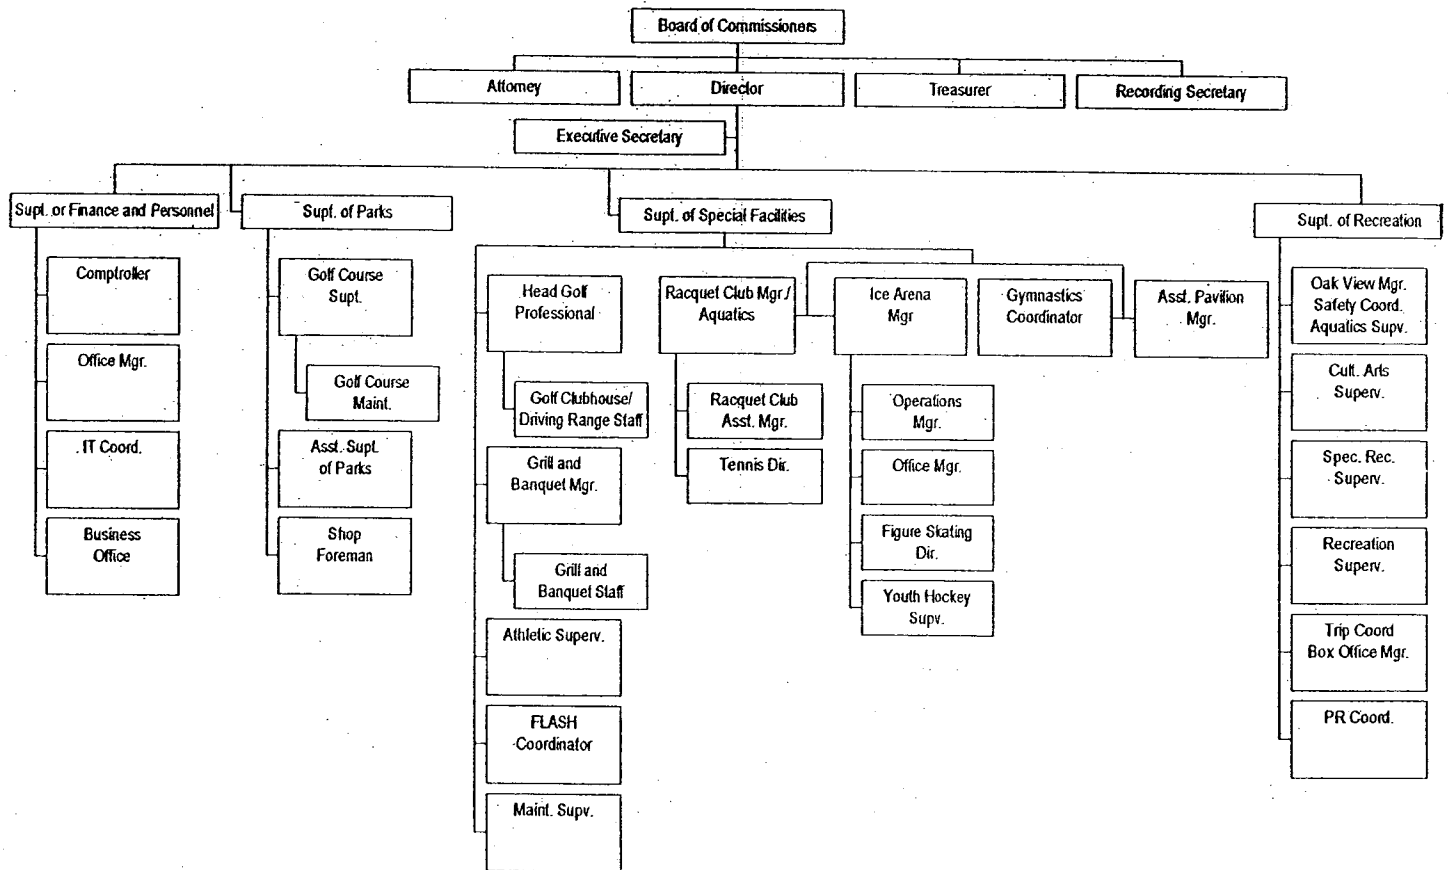 Board of Commissioners
Attorney
Director
Treasurer
Recording Secretary
Executive Secretary
Supt. or Finance and Personnel
Supt. of Parks
Supt. of Special Facilities
Supt. of Recreation
Comptroller
Office Mgr.
IT Coord.
Business
Office
Golf Course
Supt.
Golf Course
Maint.
Asst. Supt.
of Parks
Shop
Foreman
Head Golf
Professional
Golf Clubhouse/
Driving Range Staff
Grill and
Banquet Mgr.
Grill and
Banquet Staff
Athletic Superv.
FLASH
Coordinator
Maint. Supv.
Racquet Club Mgr./
Aquatics
Racquet Club
Asst. Mgr.
Tennis Dir.
Ice Arena
Mgr
Operations
Mgr.
Office Mgr.
Figure Skating
Dir.
Youth Hockey
Supv.
Gymnastics
Coordinator
Asst. Pavilion
Mgr.
Oak View Mgr.
Safety Coord.
Aquatics Supv.
Cult. Arts
Superv.
Spec. Rec.
Superv.
Recreation
Superv.
Trip Coord
Box Office Mgr.
PR Coord.